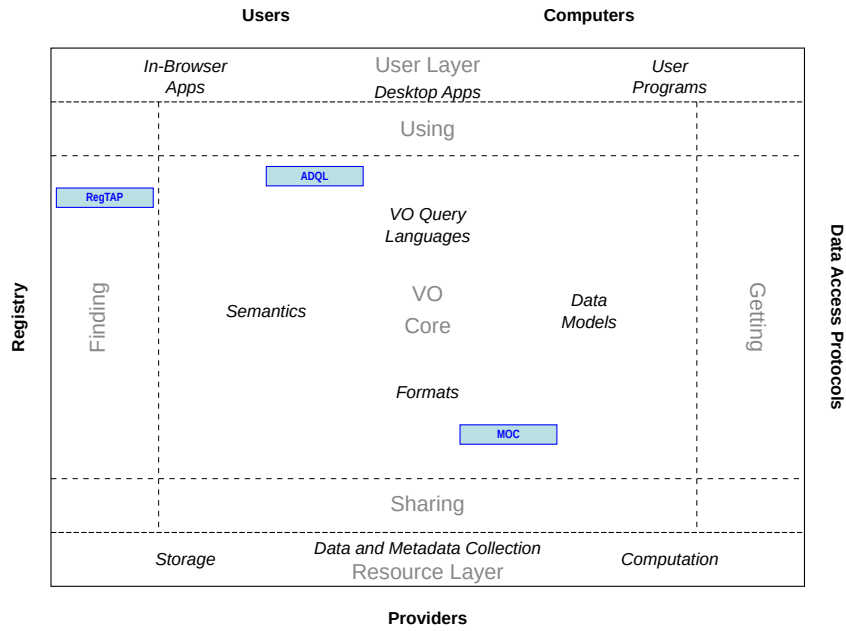 Users
Computers
In-Browser
Apps
User Layer
Desktop Apps
User
Programs
Using
ADQL
RegTAP
VO Query
Languages
Registry
Finding
Semantics
VO
Core
Data
Models
Getting
Data Access Protocols
Formats
MOC
Sharing
Storage
Data and Metadata Collection
Computation
Resource Layer
Providers